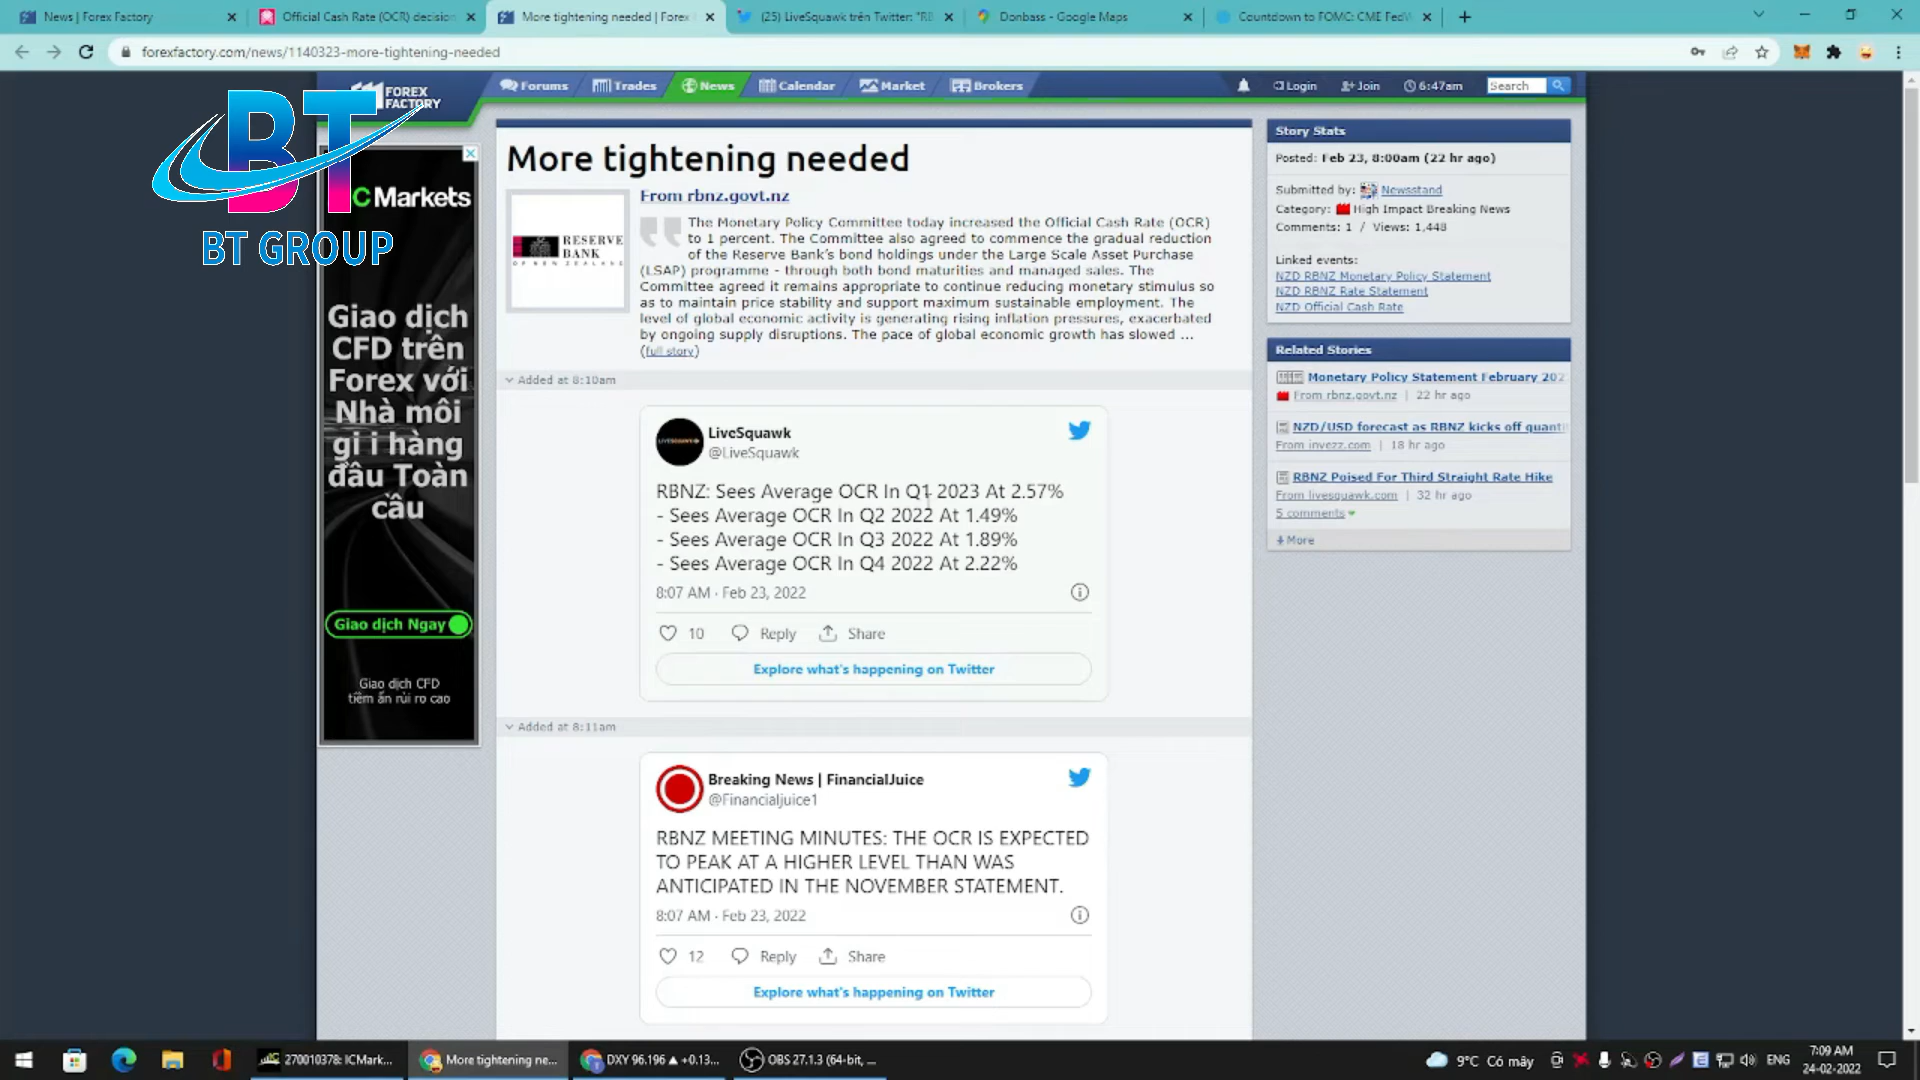 News | Forex Factory
Official Cash Rate (OCR) decision
More tightening needed | Forex
(25) LiveSquawk trên Twitter: "RB
Donbass - Google Maps
Countdown to FOMC: CME FedW
forexfactory.com/news/1140323-more-tightening-needed
FOREX
FACTORY
Forums
Trades
News
Calendar
Market
Brokers
Login
Join
6:47am
Search
BT
BT GROUP
C Markets
Giao dịch
CFD trên
Forex với
Nhà môi
gi i hàng
đầu Toàn
cầu
Giao dịch Ngay
Giao dịch CFD
tiềm ẩn rủi ro cao
More tightening needed
From rbnz.govt.nz
RESERVE
BANK
OF NEW ZEALAND
The Monetary Policy Committee today increased the Official Cash Rate (OCR)
to 1 percent. The Committee also agreed to commence the gradual reduction
of the Reserve Bank's bond holdings under the Large Scale Asset Purchase
(LSAP) programme - through both bond maturities and managed sales. The
Committee agreed it remains appropriate to continue reducing monetary stimulus so
as to maintain price stability and support maximum sustainable employment. The
level of global economic activity is generating rising inflation pressures, exacerbated
by ongoing supply disruptions. The pace of global economic growth has slowed ...
(full story)
Added at 8:10am
LiveSquawk
@LiveSquawk
RBNZ: Sees Average OCR In Q1 2023 At 2.57%
- Sees Average OCR In Q2 2022 At 1.49%
- Sees Average OCR In Q3 2022 At 1.89%
- Sees Average OCR In Q4 2022 At 2.22%
8:07 AM · Feb 23, 2022
10
Reply
Share
Explore what's happening on Twitter
Added at 8:11am
Breaking News | FinancialJuice
@Financialjuice1
RBNZ MEETING MINUTES: THE OCR IS EXPECTED
TO PEAK AT A HIGHER LEVEL THAN WAS
ANTICIPATED IN THE NOVEMBER STATEMENT.
8:07 AM · Feb 23, 2022
12
Reply
Share
Explore what's happening on Twitter
Story Stats
Posted: Feb 23, 8:00am (22 hr ago)
Submitted by: Newsstand
Category: High Impact Breaking News
Comments: 1 / Views: 1,448
Linked events:
NZD RBNZ Monetary Policy Statement
NZD RBNZ Rate Statement
NZD Official Cash Rate
Related Stories
Monetary Policy Statement February 202
From rbnz.govt.nz | 22 hr ago
NZD/USD forecast as RBNZ kicks off quanti
From invezz.com | 18 hr ago
RBNZ Poised For Third Straight Rate Hike
From livesquawk.com | 32 hr ago
5 comments
More
270010378: ICMark...
More tightening ne...
DXY 96.196 ▲ +0.13...
OBS 27.1.3 (64-bit, ...
9°C Có mây
ENG
7:09 AM
24-02-2022